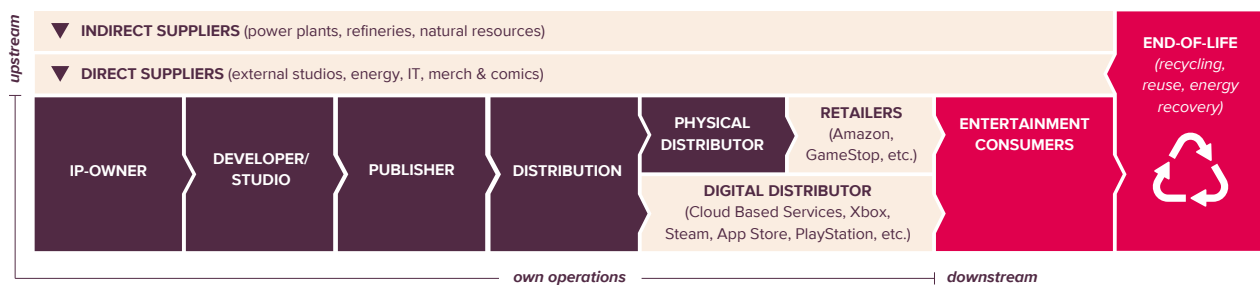 upstream
INDIRECT SUPPLIERS (power plants, refineries, natural resources)
DIRECT SUPPLIERS (external studios, energy, IT, merch & comics)
IP-OWNER
DEVELOPER/
STUDIO
PUBLISHER
DISTRIBUTION
PHYSICAL
DISTRIBUTOR
RETAILERS
(Amazon,
GameStop, etc.)
DIGITAL DISTRIBUTOR
(Cloud Based Services, Xbox,
Steam, App Store, PlayStation, etc.)
ENTERTAINMENT
CONSUMERS
END-OF-LIFE
(recycling,
reuse, energy
recovery)
own operations
downstream